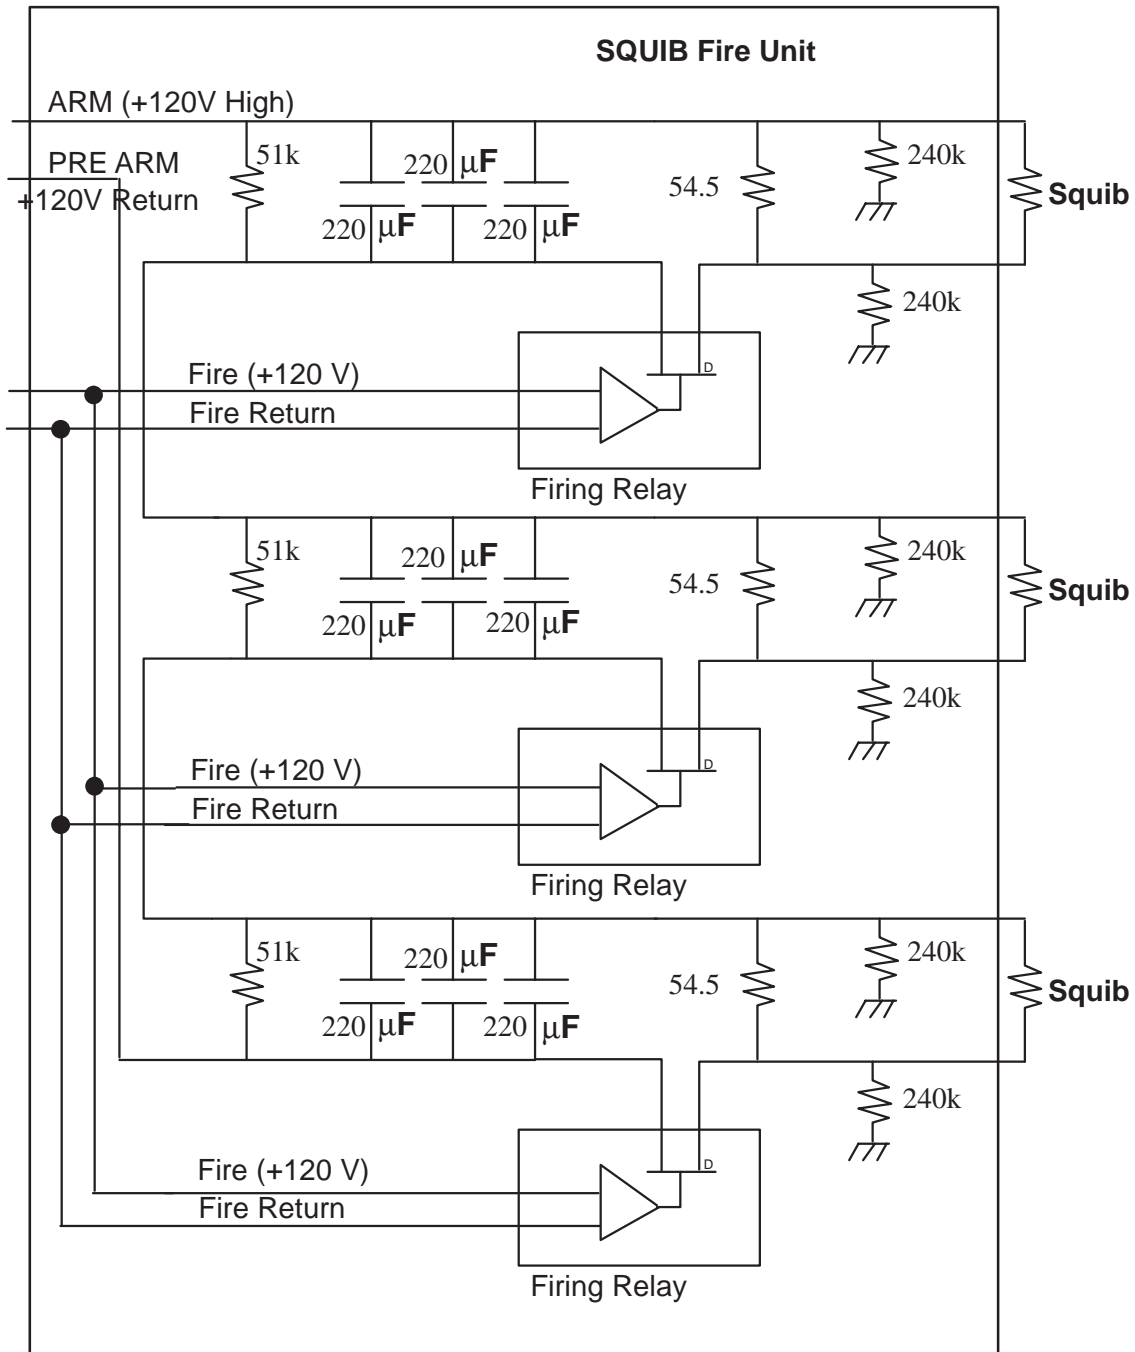 SQUIB Fire Unit
ARM (+120V High)
PRE ARM
+120V Return
51k
220 μF
220 μF
220 μF
54.5
240k
Squib
240k
Fire (+120 V)
Fire Return
D
Firing Relay
51k
220 μF
220 μF
220 μF
54.5
240k
Squib
240k
Fire (+120 V)
Fire Return
D
Firing Relay
51k
220 μF
220 μF
220 μF
54.5
240k
Squib
240k
Fire (+120 V)
Fire Return
D
Firing Relay